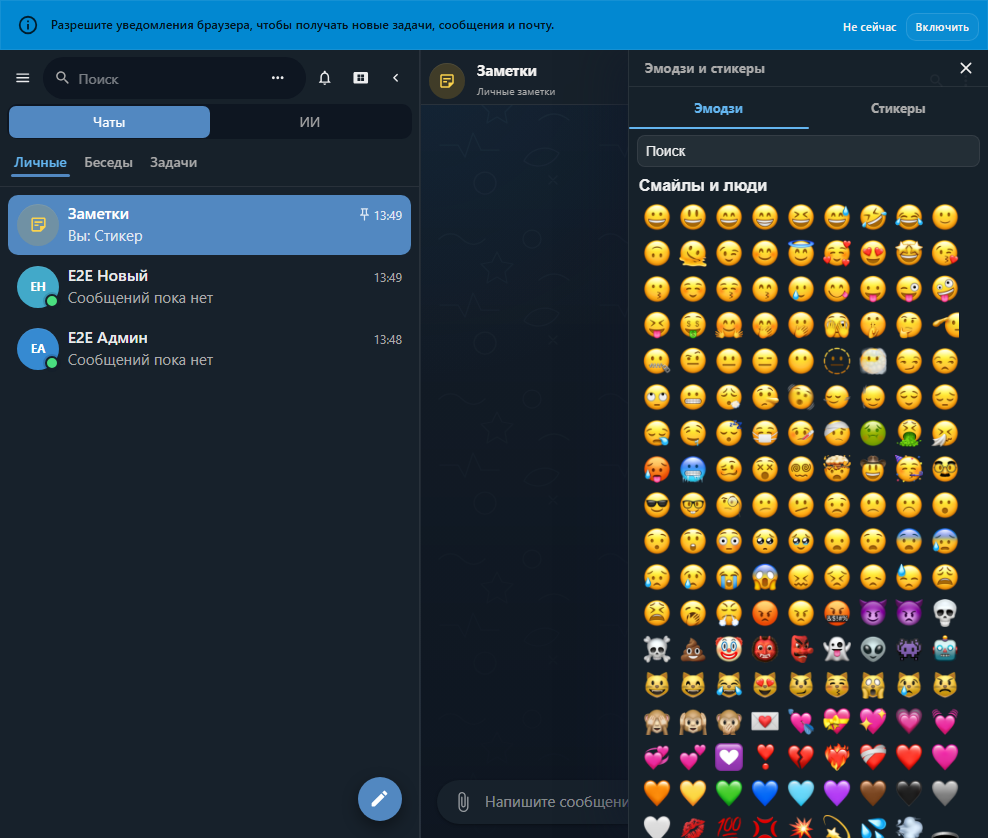 Разрешите уведомления браузера, чтобы получать новые задачи, сообщения и почту.
Не сейчас
Включить
Поиск
Чаты
ИИ
Личные
Беседы
Задачи
Заметки
13:49
Вы: Стикер
EH
E2E Новый
13:49
Сообщений пока нет
EA
E2E Админ
13:48
Сообщений пока нет
Заметки
Личные заметки
Напишите сообщени
Эмодзи и стикеры
Эмодзи
Стикеры
Поиск
Смайлы и люди